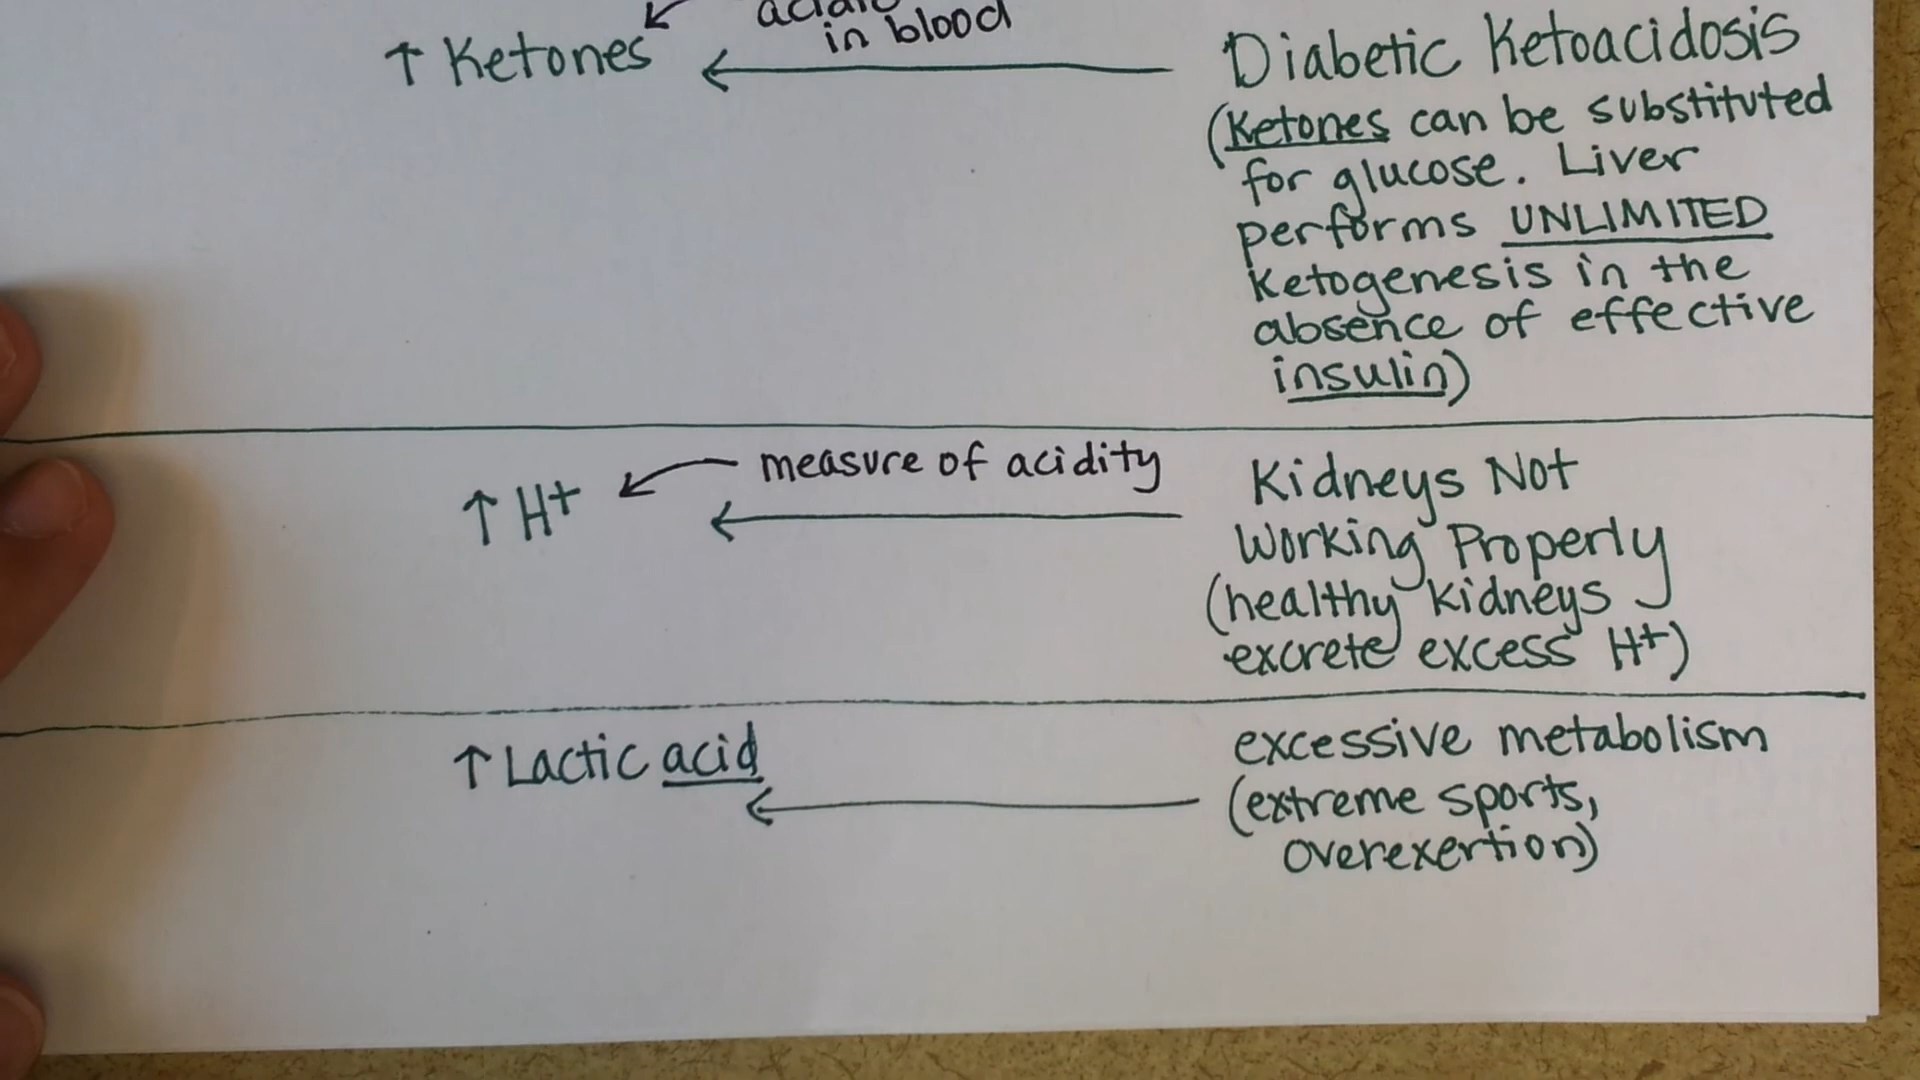 in blood
↑ Ketones
Diabetic Ketoacidosis
(Ketones can be substituted
for glucose. Liver
performs UNLIMITED
Ketogenesis in the
absence of effective
insulin)
↑ H+
measure of acidity
Kidneys Not
Working Properly
(healthy kidneys
excrete excess H+)
↑ Lactic acid
excessive metabolism
(extreme sports,
overexertion)